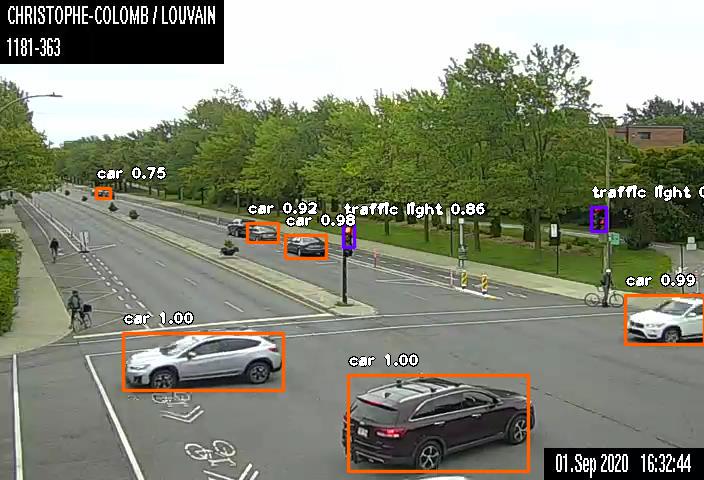 CHRISTOPHE-COLOMB / LOUVAIN
1181-363
car 0.75
car 0.92
car 0.98
traffic light 0.86
traffic light 0
car 0.99
car 1.00
car 1.00
01.Sep 2020 16:32:44